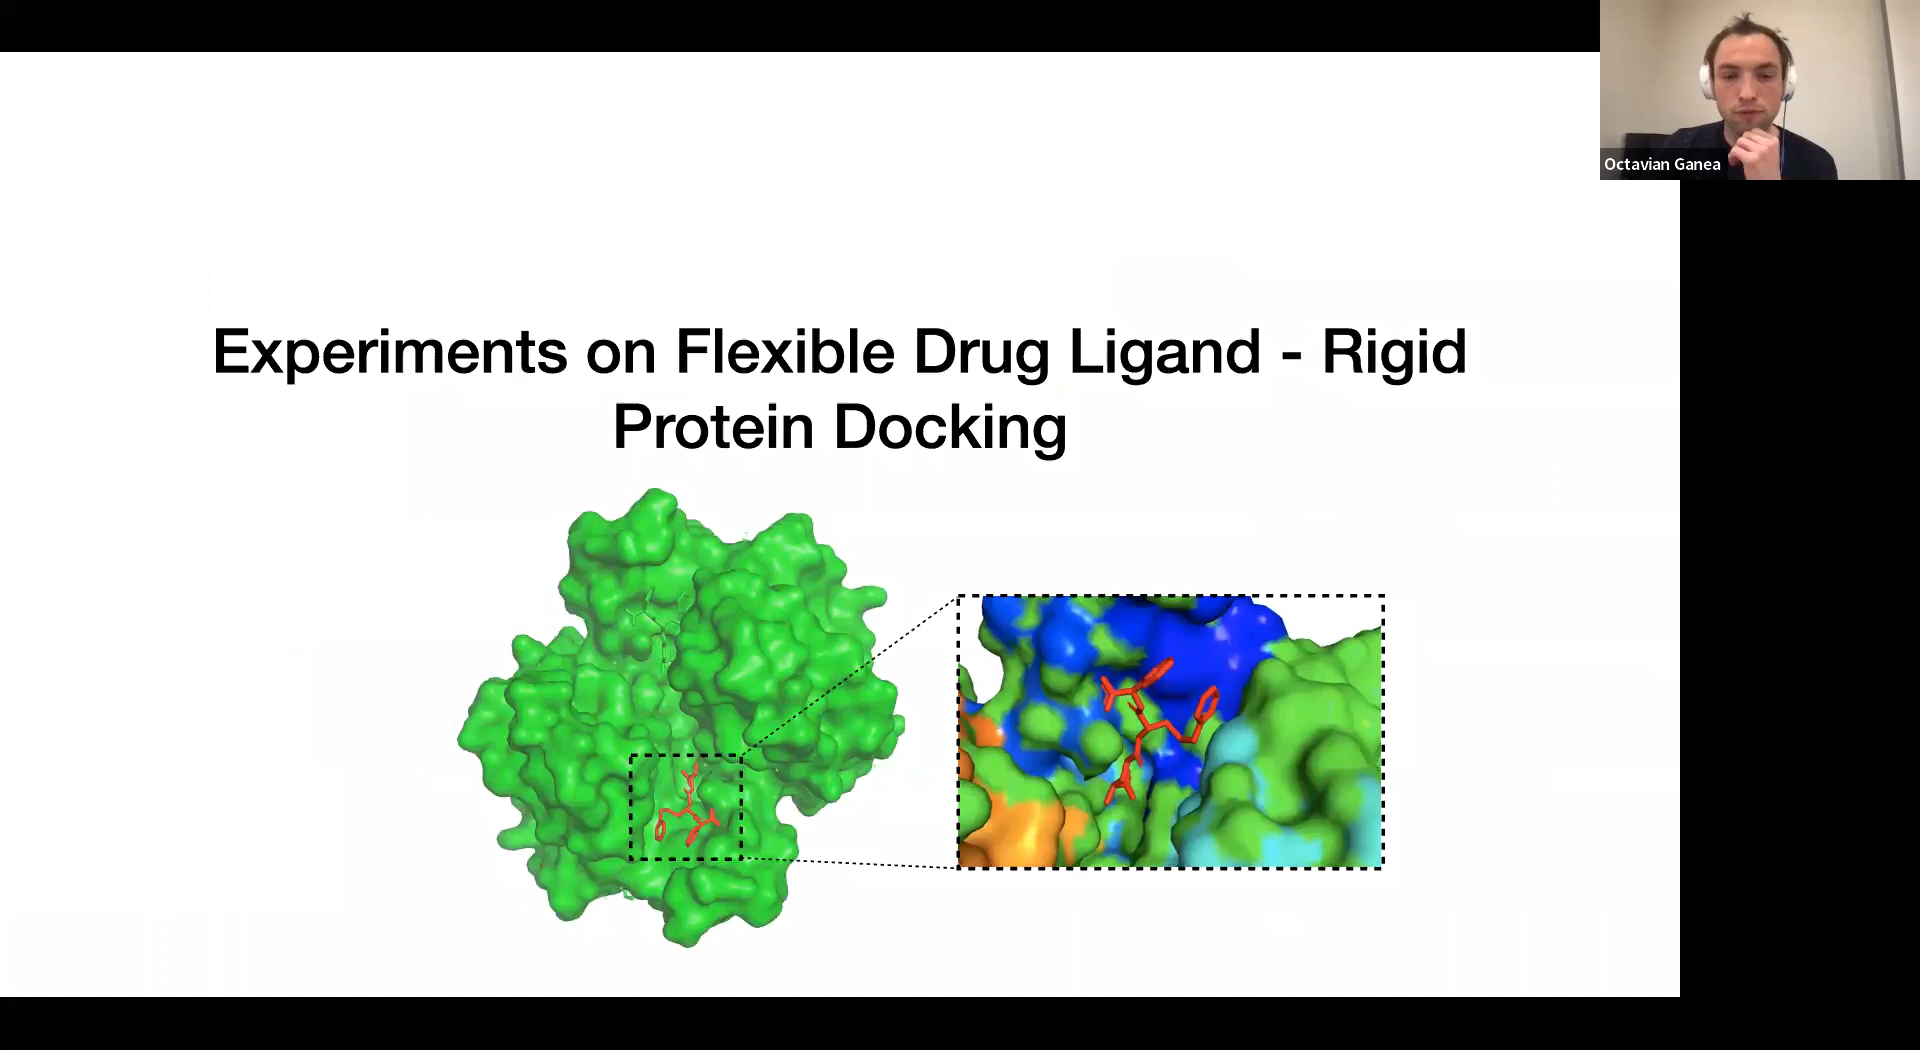 Experiments on Flexible Drug Ligand - Rigid
Protein Docking
Octavian Ganea